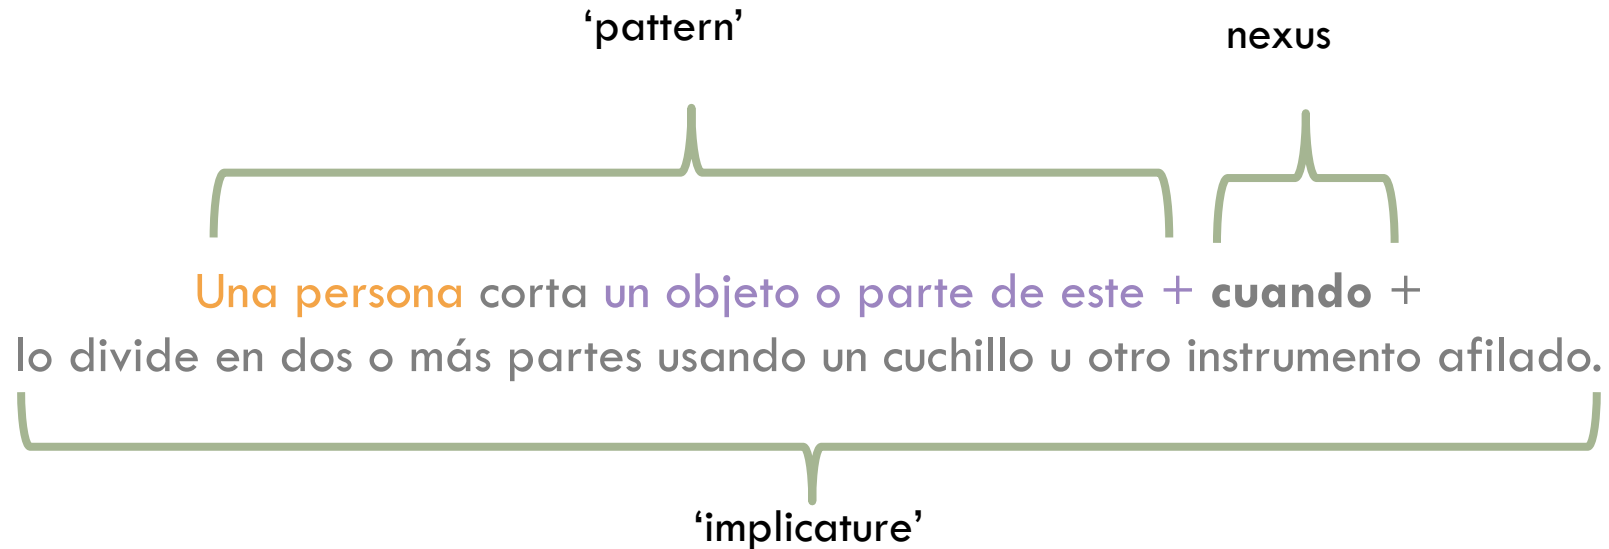 ‘pattern’ nexus
Una persona corta un objeto o parte de este + cuando +
lo divide en dos o más partes usando un cuchillo u otro instrumento afilado.
‘implicature’